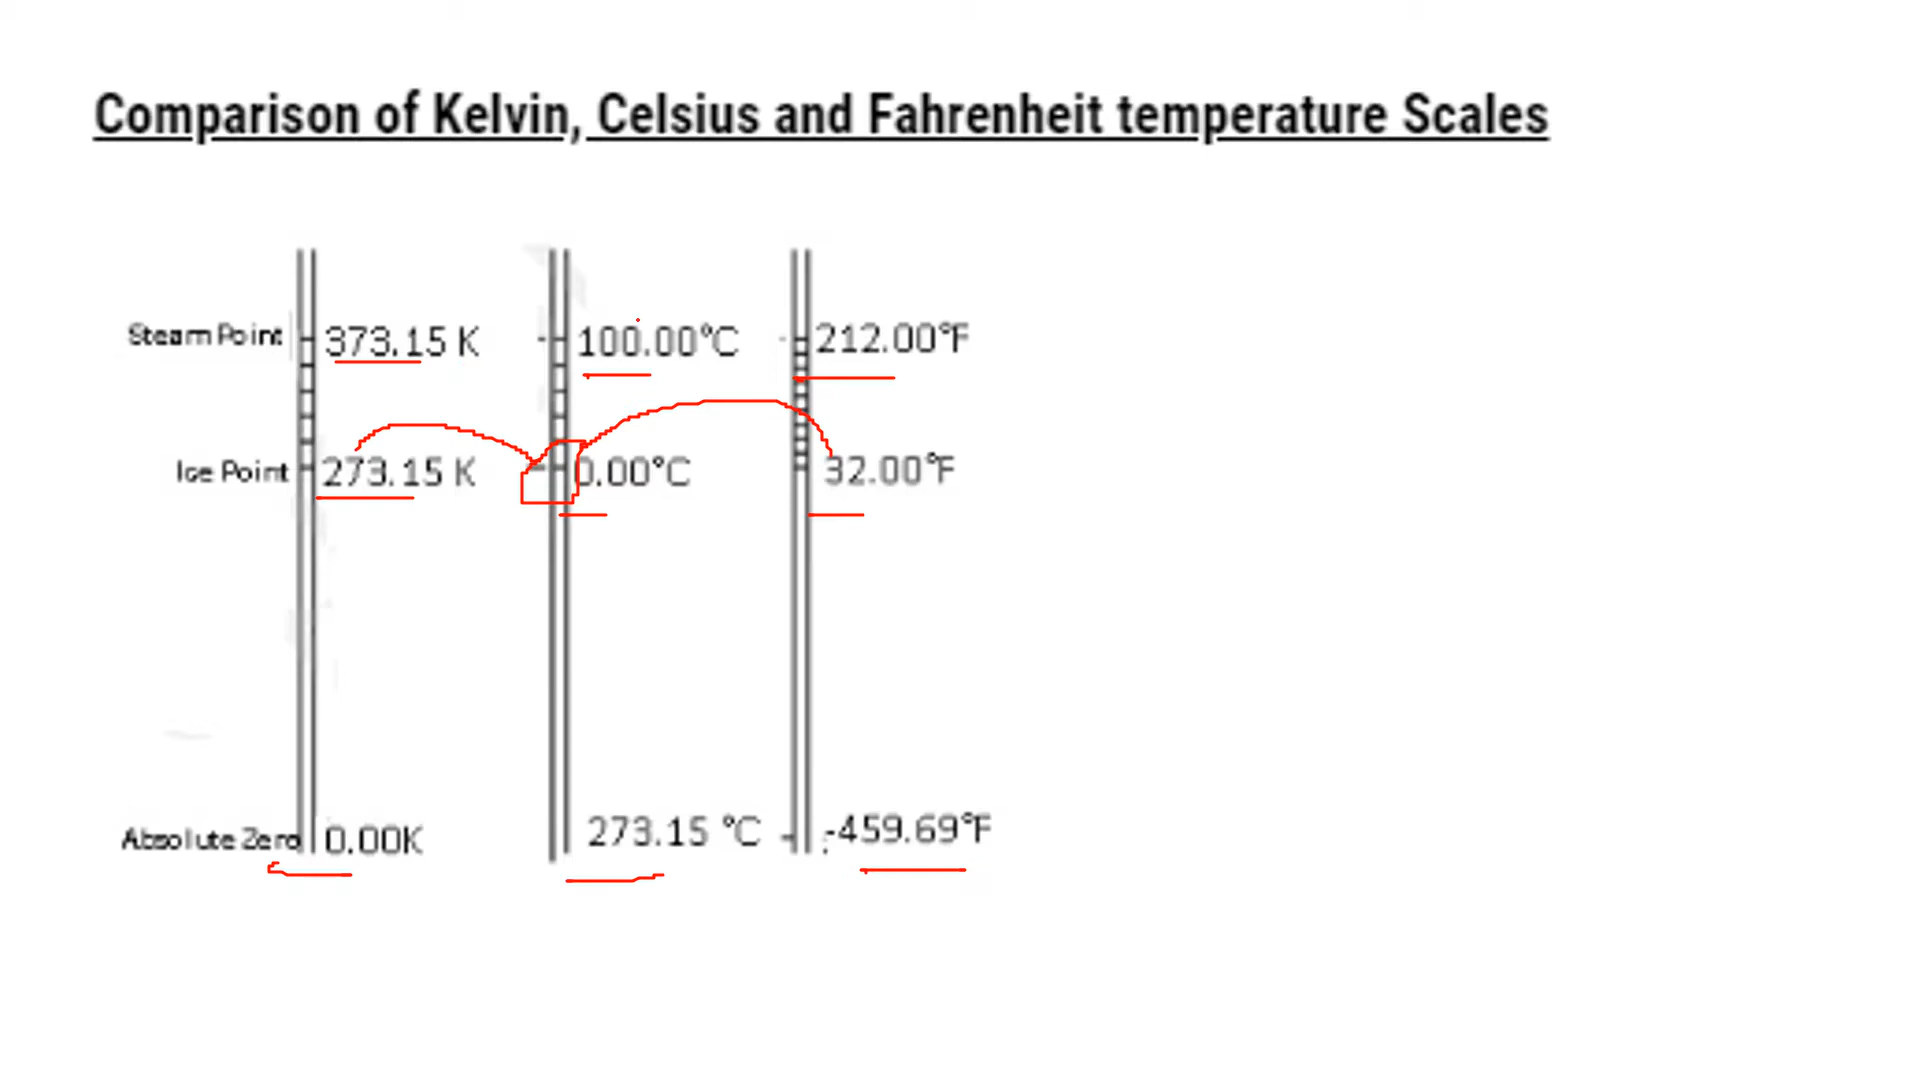 Comparison of Kelvin, Celsius and Fahrenheit temperature Scales
Steam Point 373.15 K 100.00°C 212.00°F
Ice Point 273.15 K 0.00°C 32.00°F
Absolute Zero 0.00K 273.15 °C -459.69°F